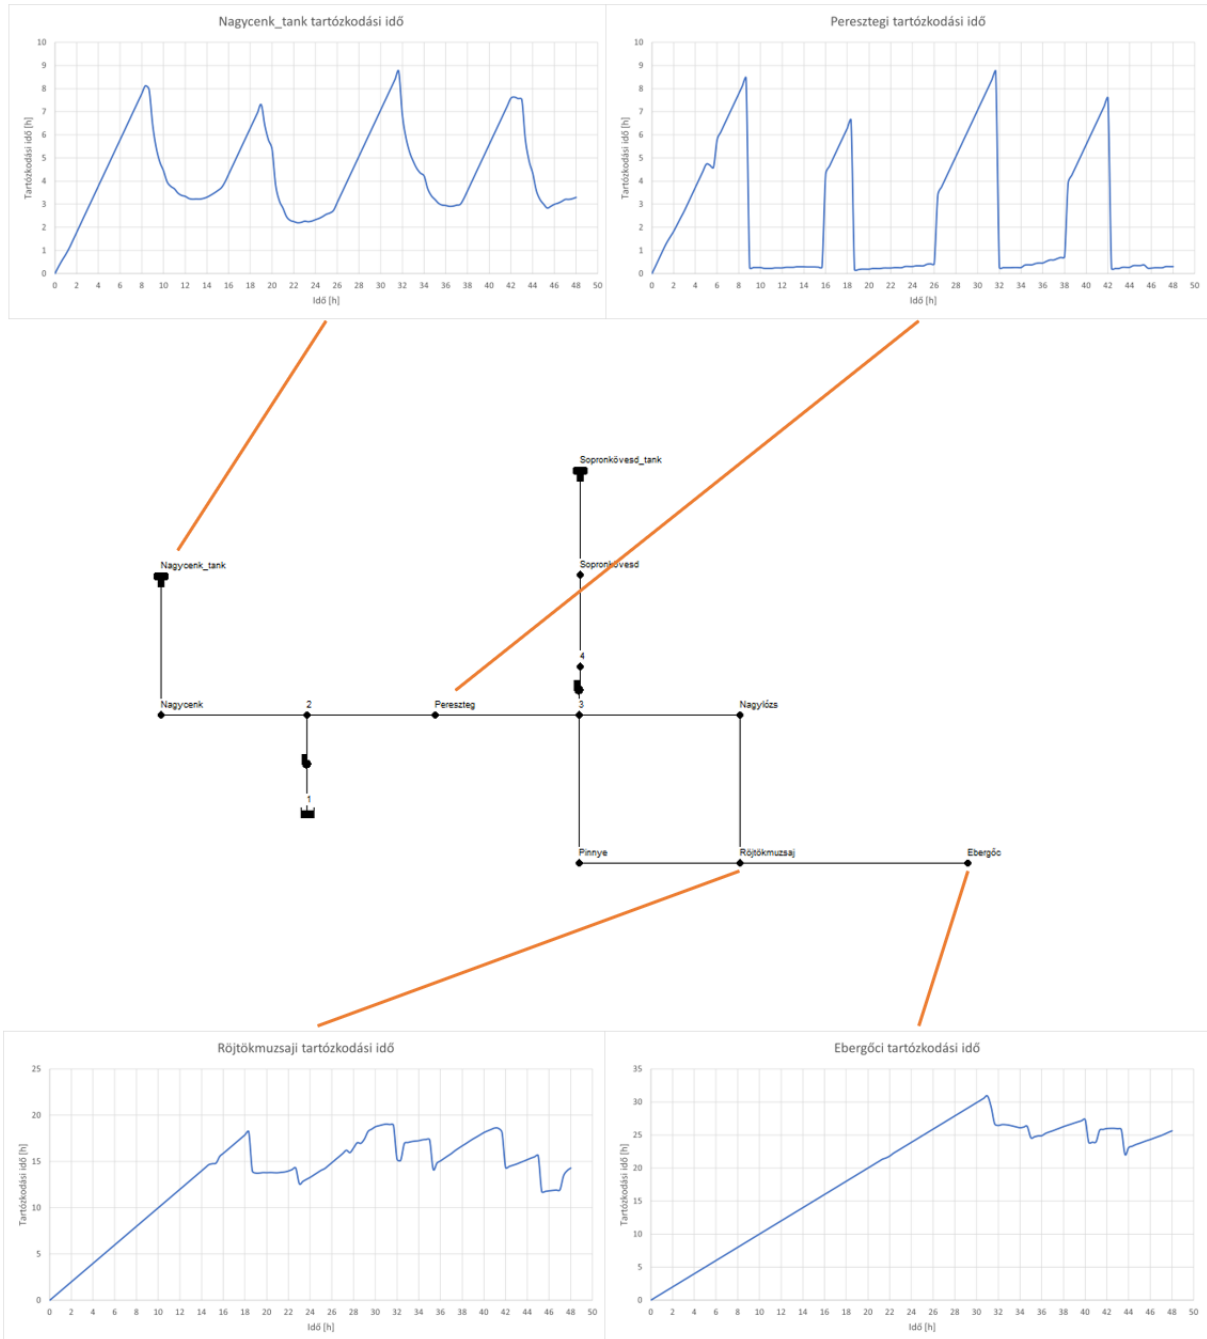 Nagycenk_tank tartózkodási idő
Tartózkodási idő [h]
10
9
8
7
6
5
4
3
2
1
0
0 2 4 6 8 10 12 14 16 18 20 22 24 26 28 30 32 34 36 38 40 42 44 46 48 50
Idő [h]
Peresztegi tartózkodási idő
Tartózkodási idő [h]
10
9
8
7
6
5
4
3
2
1
0
0 2 4 6 8 10 12 14 16 18 20 22 24 26 28 30 32 34 36 38 40 42 44 46 48 50
Idő [h]
Sopronkövesd_tank
Nagycenk_tank
Sopronkövesd
4
Nagycenk
2
Pereszteg
3
Nagylózs
1
Pinnye
Röjtökmuzsaj
Ebergőc
Röjtökmuzsaji tartózkodási idő
Tartózkodási idő [h]
25
20
15
10
5
0
0 2 4 6 8 10 12 14 16 18 20 22 24 26 28 30 32 34 36 38 40 42 44 46 48 50
Idő [h]
Ebergőci tartózkodási idő
Tartózkodási idő [h]
35
30
25
20
15
10
5
0
0 2 4 6 8 10 12 14 16 18 20 22 24 26 28 30 32 34 36 38 40 42 44 46 48 50
Idő [h]